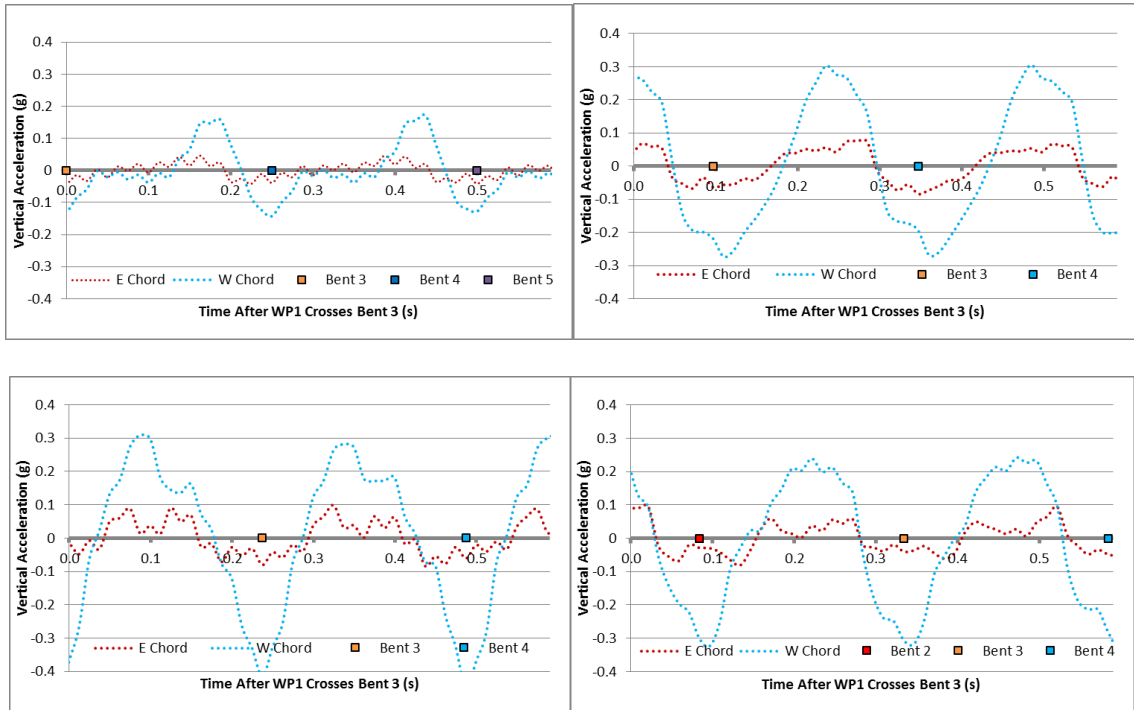 0.4
0.3
0.2
0.1
0
-0.1
-0.2
-0.3
-0.4
Vertical Acceleration (g)
0.0 0.1 0.2 0.3 0.4 0.5
E Chord W Chord Bent 3 Bent 4 Bent 5
Time After WP1 Crosses Bent 3 (s)
0.4
0.3
0.2
0.1
0
-0.1
-0.2
-0.3
-0.4
Vertical Acceleration (g)
0.0 0.1 0.2 0.3 0.4 0.5
E Chord W Chord Bent 3 Bent 4
Time After WP1 Crosses Bent 3 (s)
0.4
0.3
0.2
0.1
0
-0.1
-0.2
-0.3
-0.4
Vertical Acceleration (g)
0.0 0.1 0.2 0.3 0.4 0.5
E Chord W Chord Bent 3 Bent 4
Time After WP1 Crosses Bent 3 (s)
0.4
0.3
0.2
0.1
0
-0.1
-0.2
-0.3
-0.4
Vertical Acceleration (g)
0.0 0.1 0.2 0.3 0.4 0.5
E Chord W Chord Bent 2 Bent 3 Bent 4
Time After WP1 Crosses Bent 3 (s)